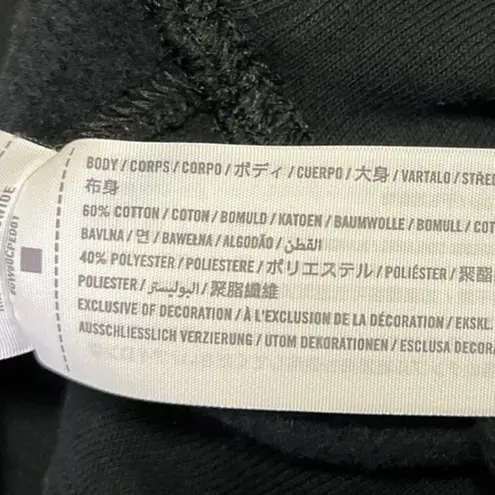 BODY / CORPS / CORPO / ボディ / CUERPO / 大身 / VARTALO / STŘED
布身
60% COTTON / COTON / BOMULD / KATOEN / BAUMWOLLE / BOMULL / COT
BAVLNA / 면 / BAWEŁNA / ALGODÃO / القطن
40% POLYESTER / POLIESTERE / ポリエステル / POLIÉSTER / 聚酯
POLIESTER / البوليستر / 聚脂纖維
EXCLUSIVE OF DECORATION / À L'EXCLUSION DE LA DÉCORATION / EKSKL.
AUSSCHLIESSLICH VERZIERUNG / UTOM DEKORATIONEN / ESCLUSA DECORA